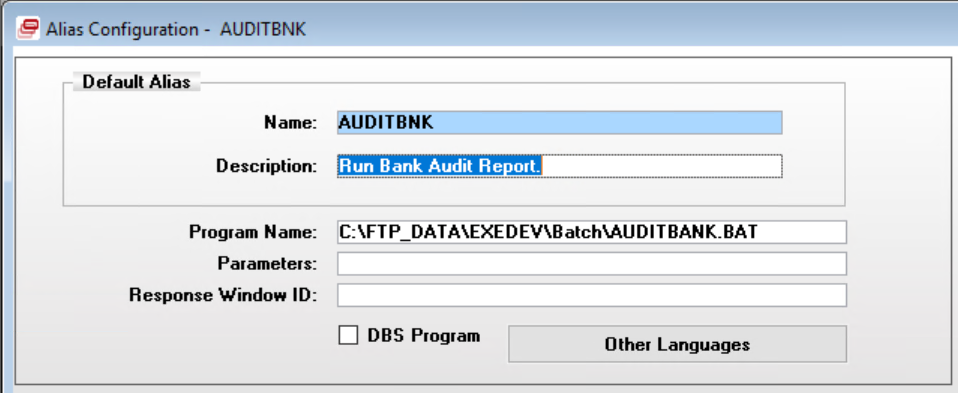 Alias Configuration - AUDITBNK
Default Alias
Name: AUDITBNK
Description: Run Bank Audit Report.
Program Name: C:\FTP_DATA\EXEDEV\Batch\AUDITBANK.BAT
Parameters:
Response Window ID:
DBS Program
Other Languages